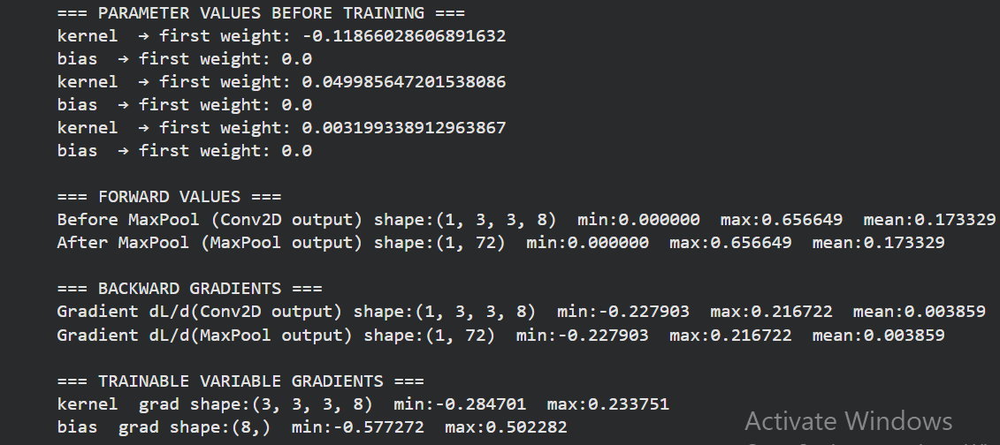 === PARAMETER VALUES BEFORE TRAINING ===
kernel → first weight: -0.11866028606891632
bias → first weight: 0.0
kernel → first weight: 0.049985647201538086
bias → first weight: 0.0
kernel → first weight: 0.003199338912963867
bias → first weight: 0.0
=== FORWARD VALUES ===
Before MaxPool (Conv2D output) shape:(1, 3, 3, 8) min:0.000000 max:0.656649 mean:0.173329
After MaxPool (MaxPool output) shape:(1, 72) min:0.000000 max:0.656649 mean:0.173329
=== BACKWARD GRADIENTS ===
Gradient dL/d(Conv2D output) shape:(1, 3, 3, 8) min:-0.227903 max:0.216722 mean:0.003859
Gradient dL/d(MaxPool output) shape:(1, 72) min:-0.227903 max:0.216722 mean:0.003859
=== TRAINABLE VARIABLE GRADIENTS ===
kernel grad shape:(3, 3, 3, 8) min:-0.284701 max:0.233751
bias grad shape:(8,) min:-0.577272 max:0.502282
Activate Windows